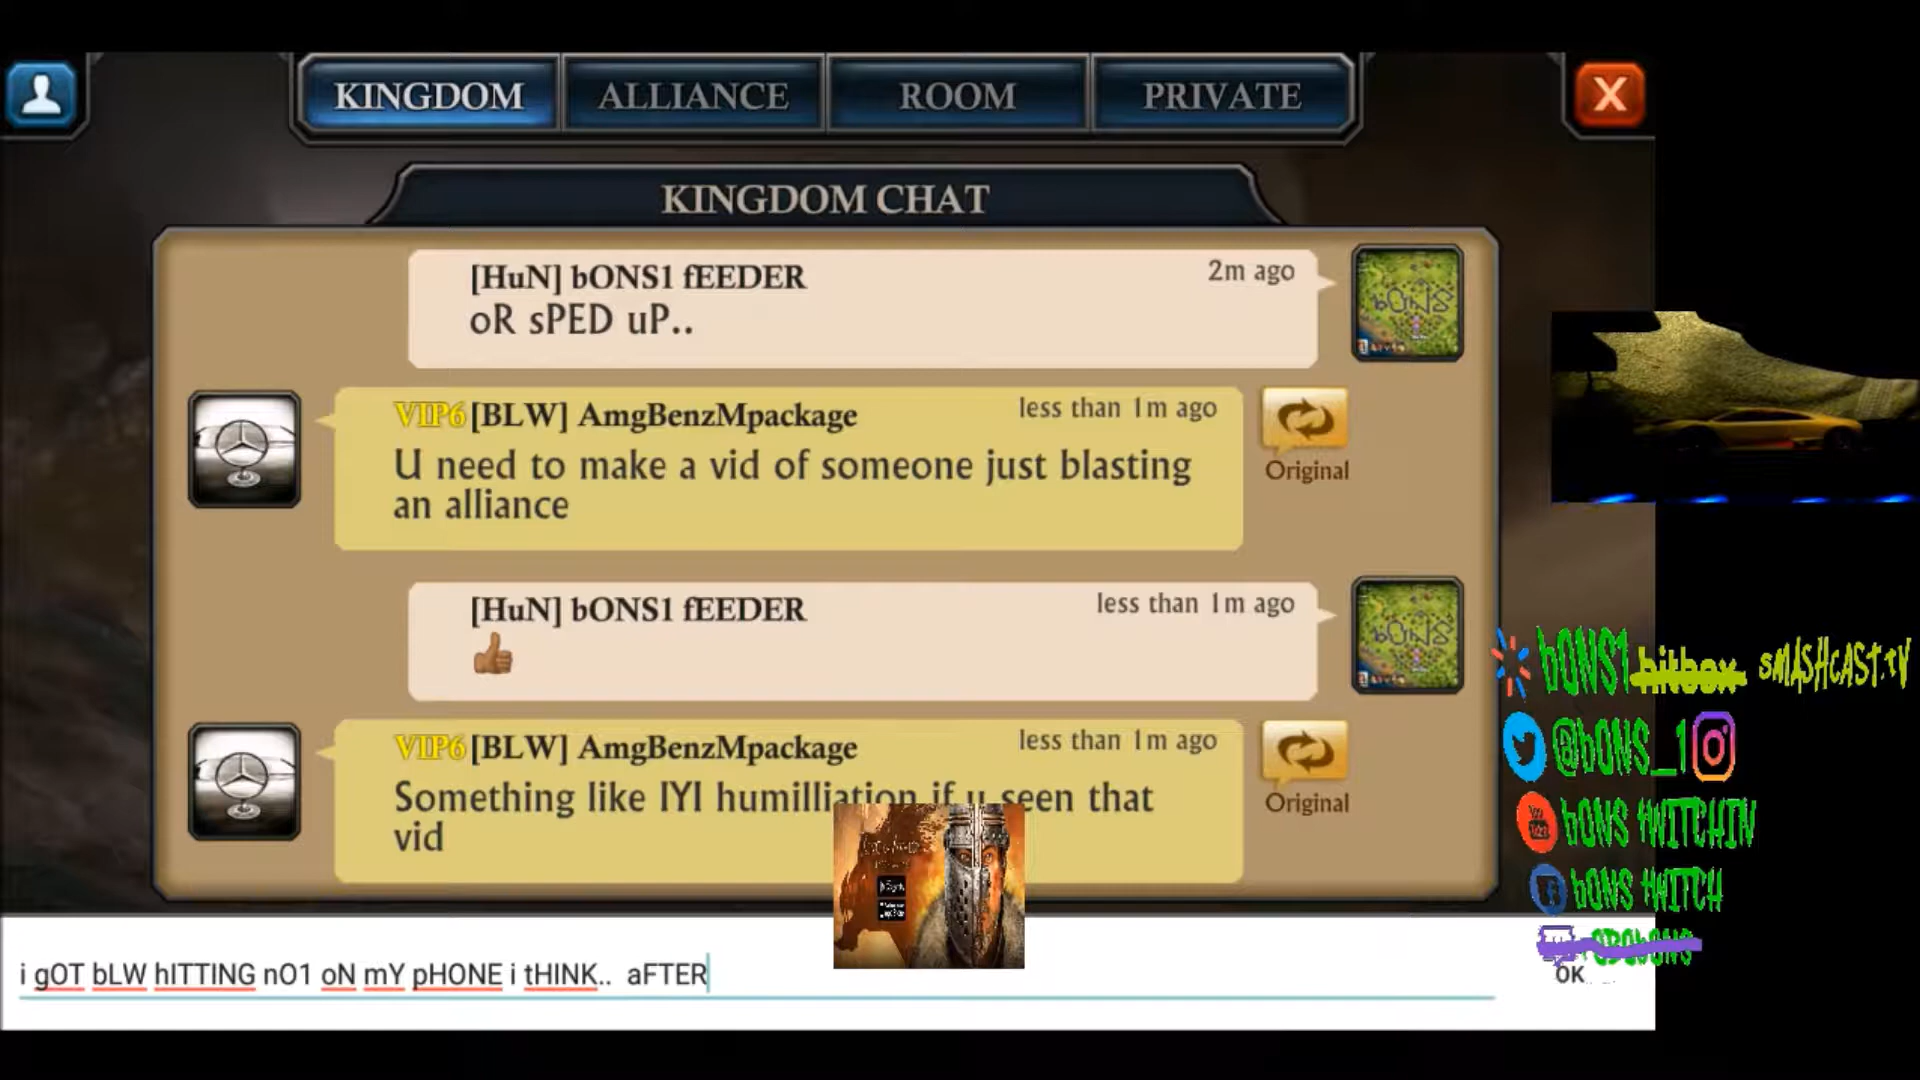 KINGDOM ALLIANCE ROOM PRIVATE
KINGDOM CHAT
[HuN] bONS1 fEEDER 2m ago
oR sPED uP..
VIP6 [BLW] AmgBenzMpackage less than 1m ago
U need to make a vid of someone just blasting
an alliance
Original
[HuN] bONS1 fEEDER less than 1m ago
VIP6 [BLW] AmgBenzMpackage less than 1m ago
Something like IYI humilliation if u seen that
vid
Original
bONS1 hitbox sMASHcAST.tV
@bONS_1
bONS tWITCHIN
bONS tWITCH
OK
i gOT bLW hITTING nO1 oN mY pHONE i tHINK.. aFTER